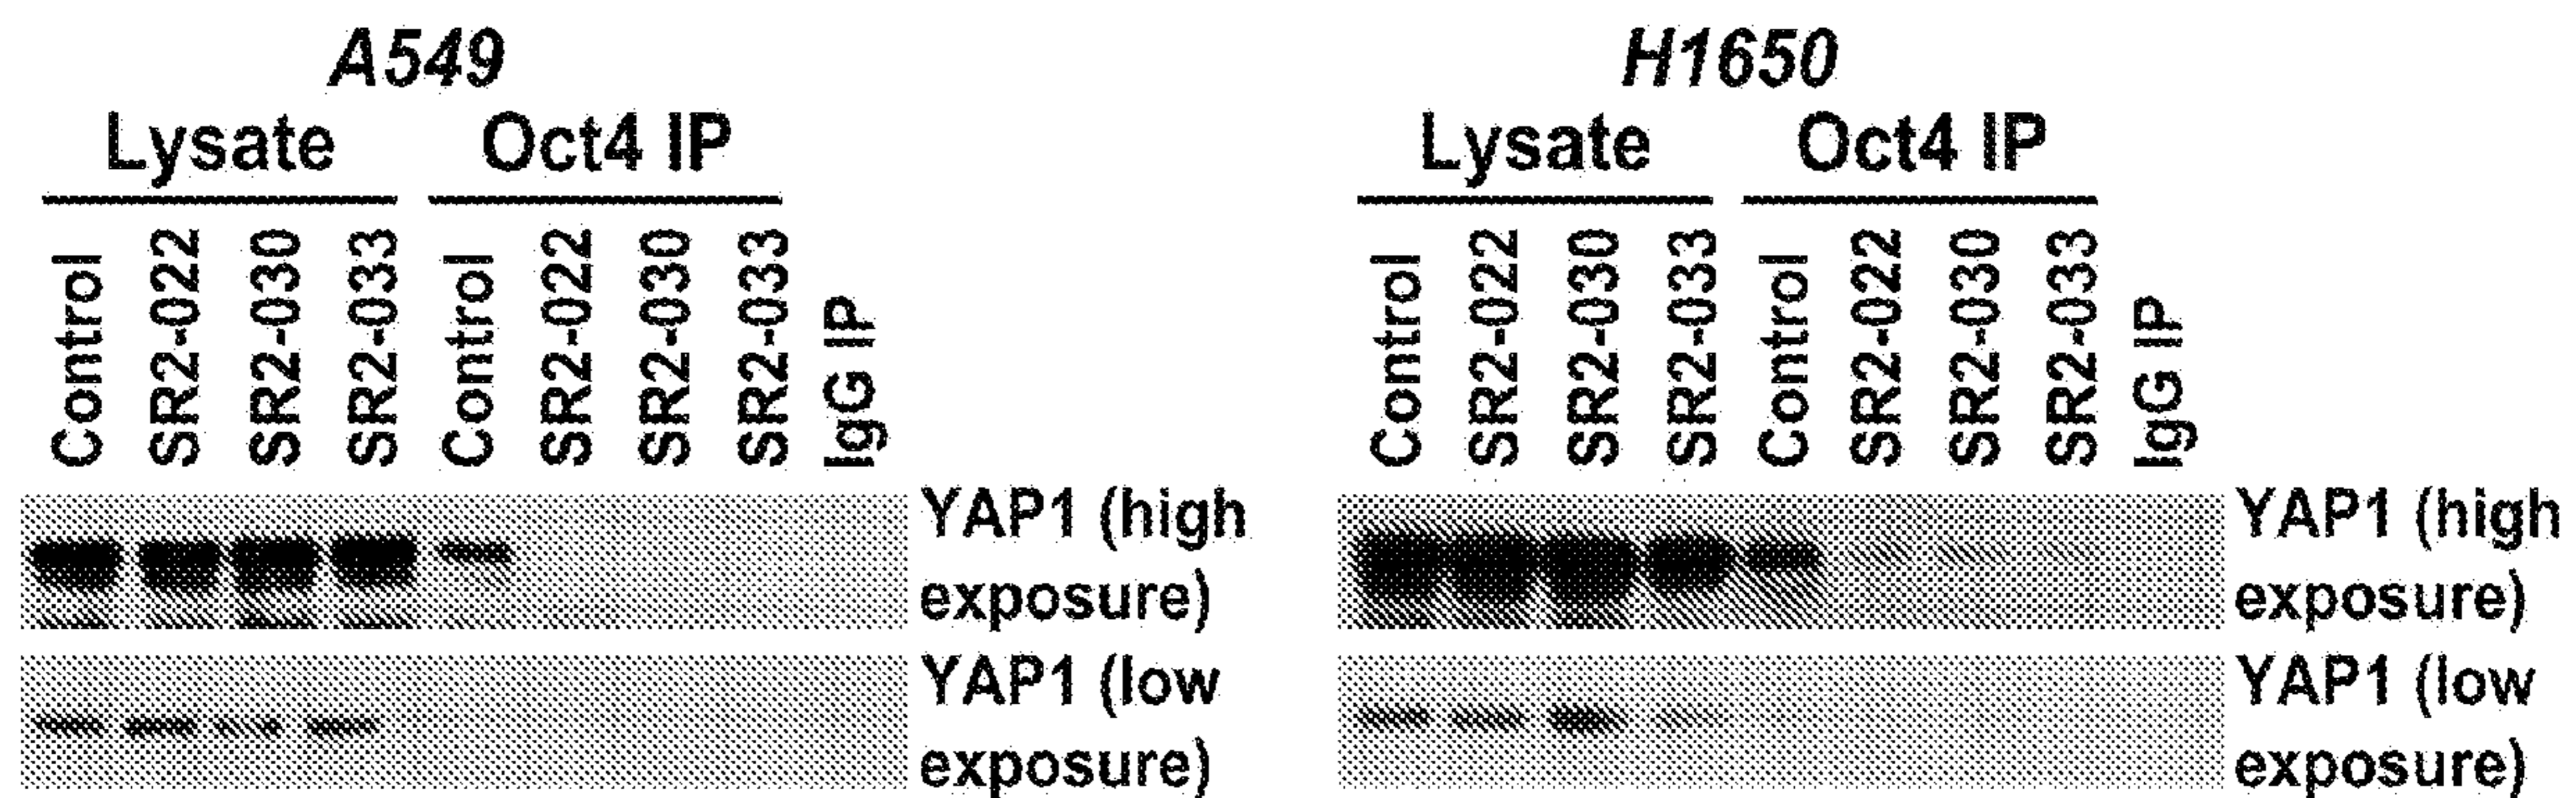 A549
Lysate Oct4 IP
Control SR2-022 SR2-030 SR2-033 Control SR2-022 SR2-030 SR2-033 IgG IP
YAP1 (high
exposure)
YAP1 (low
exposure)
H1650
Lysate Oct4 IP
Control SR2-022 SR2-030 SR2-033 Control SR2-022 SR2-030 SR2-033 IgG IP
YAP1 (high
exposure)
YAP1 (low
exposure)